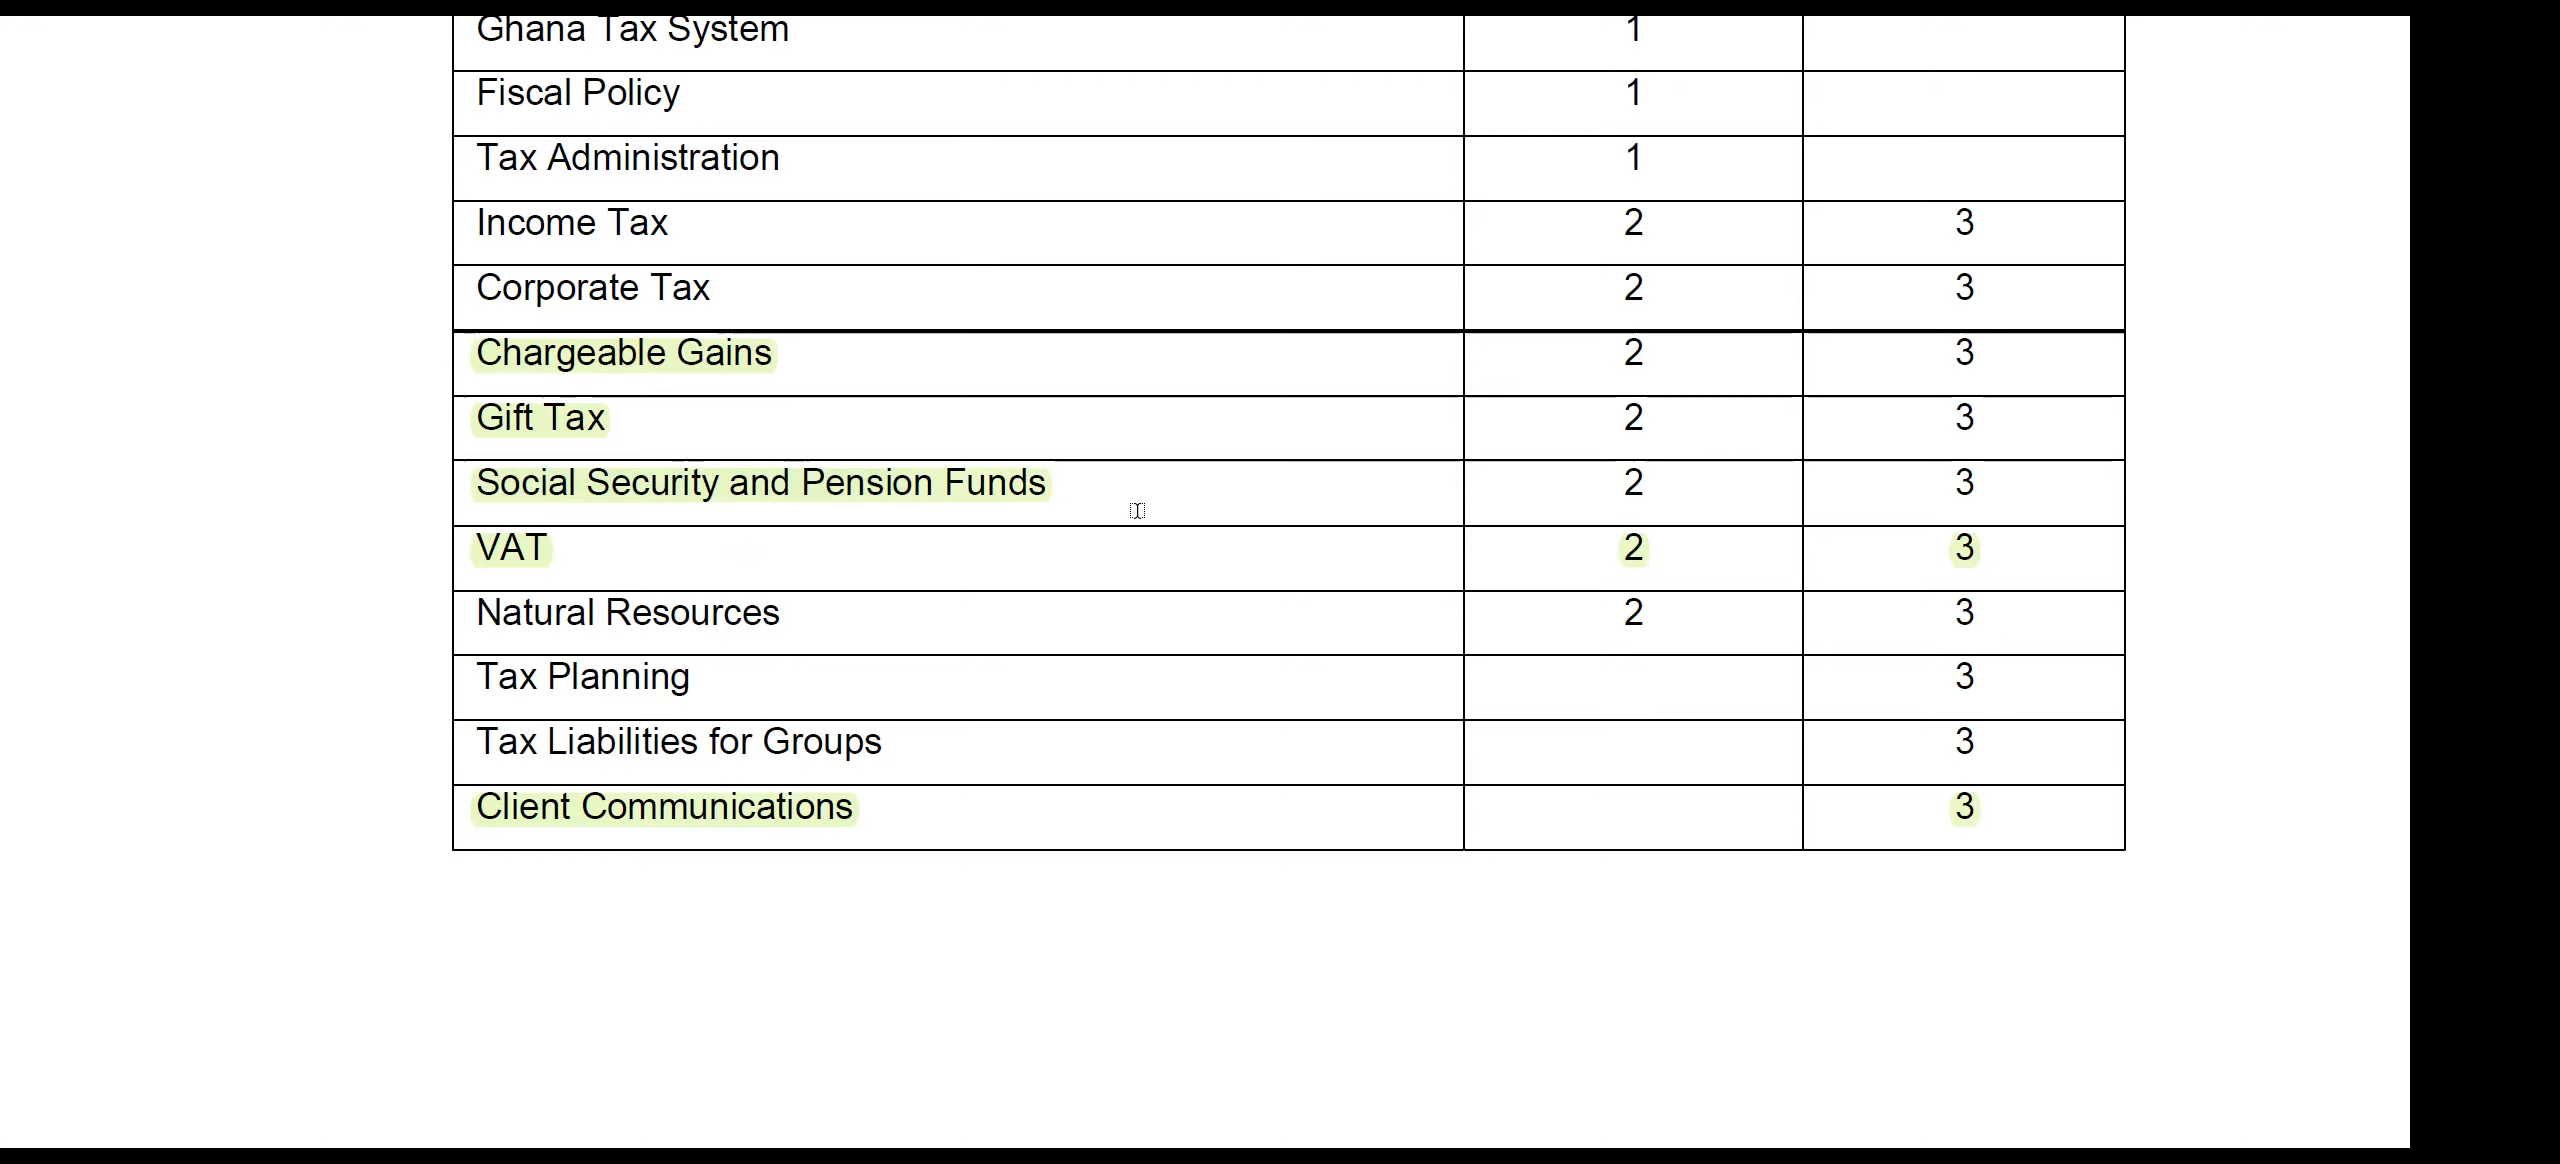 Ghana Tax System 1
Fiscal Policy 1
Tax Administration 1
Income Tax 2 3
Corporate Tax 2 3
Chargeable Gains 2 3
Gift Tax 2 3
Social Security and Pension Funds 2 3
VAT 2 3
Natural Resources 2 3
Tax Planning 3
Tax Liabilities for Groups 3
Client Communications 3